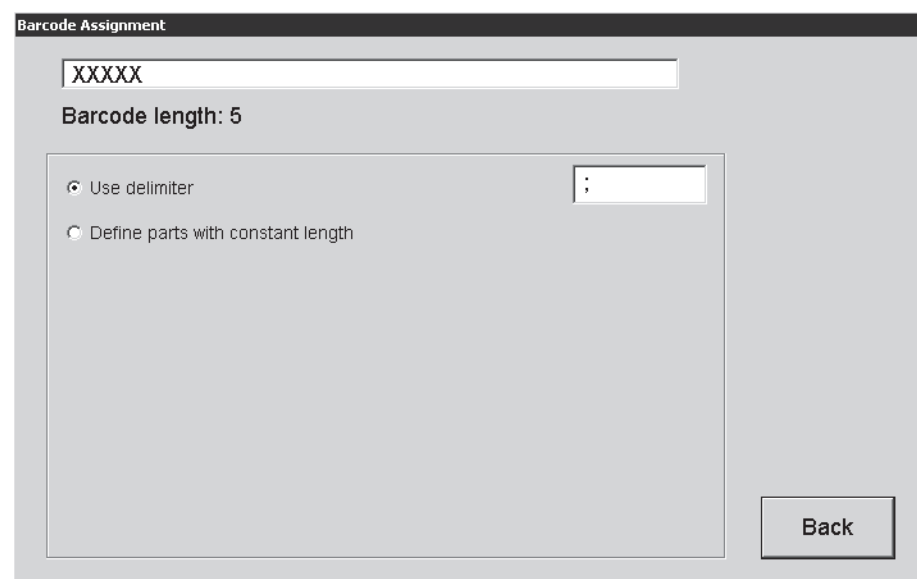 Barcode Assignment
XXXXX
Barcode length: 5
Use delimiter
;
Define parts with constant length
Back